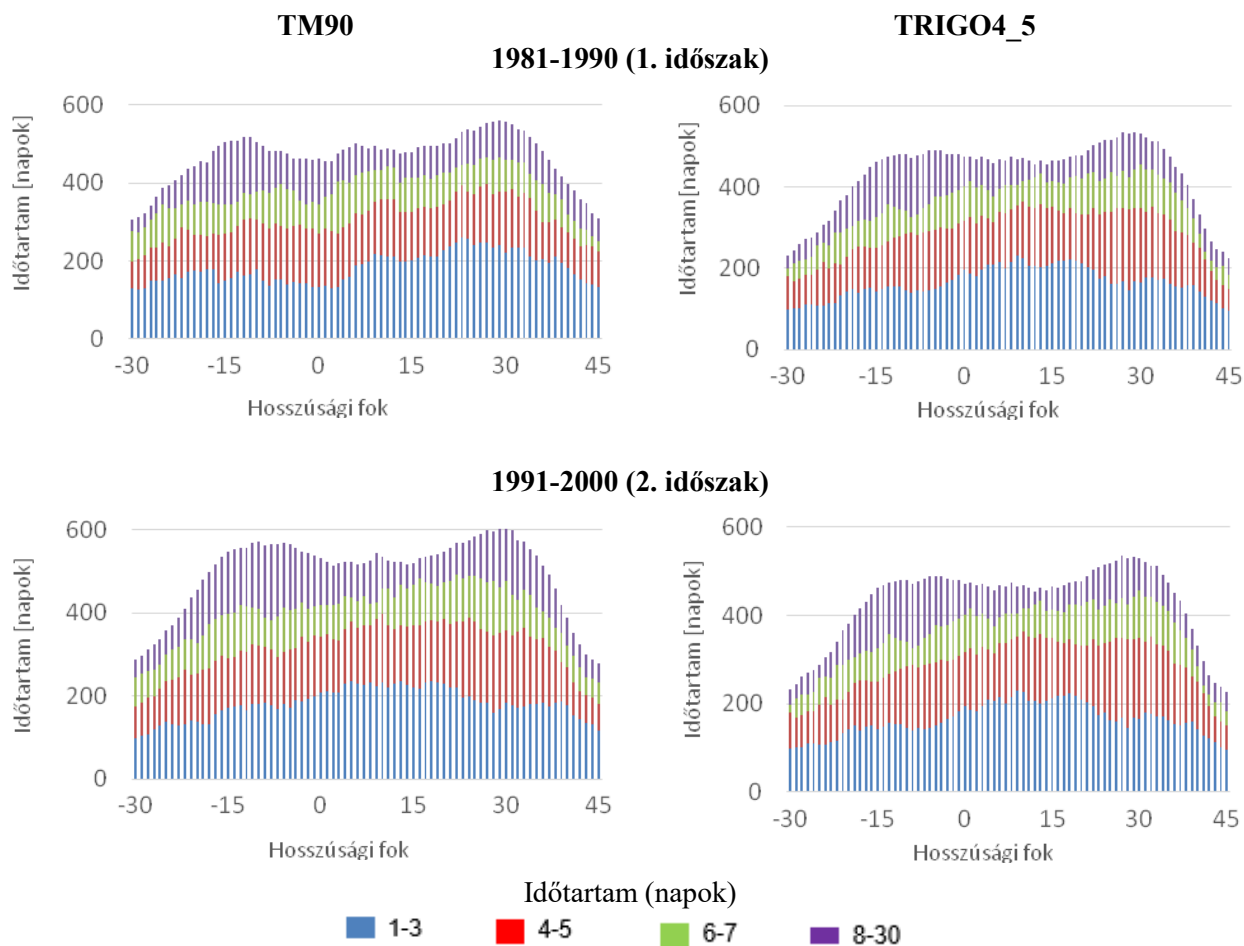 TM90 TRIGO4_5
1981-1990 (1. időszak)
Időtartam [napok]
600
400
200
0
-30 -15 0 15 30 45
Hosszúsági fok
Időtartam [napok]
600
400
200
0
-30 -15 0 15 30 45
Hosszúsági fok
1991-2000 (2. időszak)
Időtartam [napok]
600
400
200
0
-30 -15 0 15 30 45
Hosszúsági fok
Időtartam [napok]
600
400
200
0
-30 -15 0 15 30 45
Hosszúsági fok
Időtartam (napok)
1-3 4-5 6-7 8-30